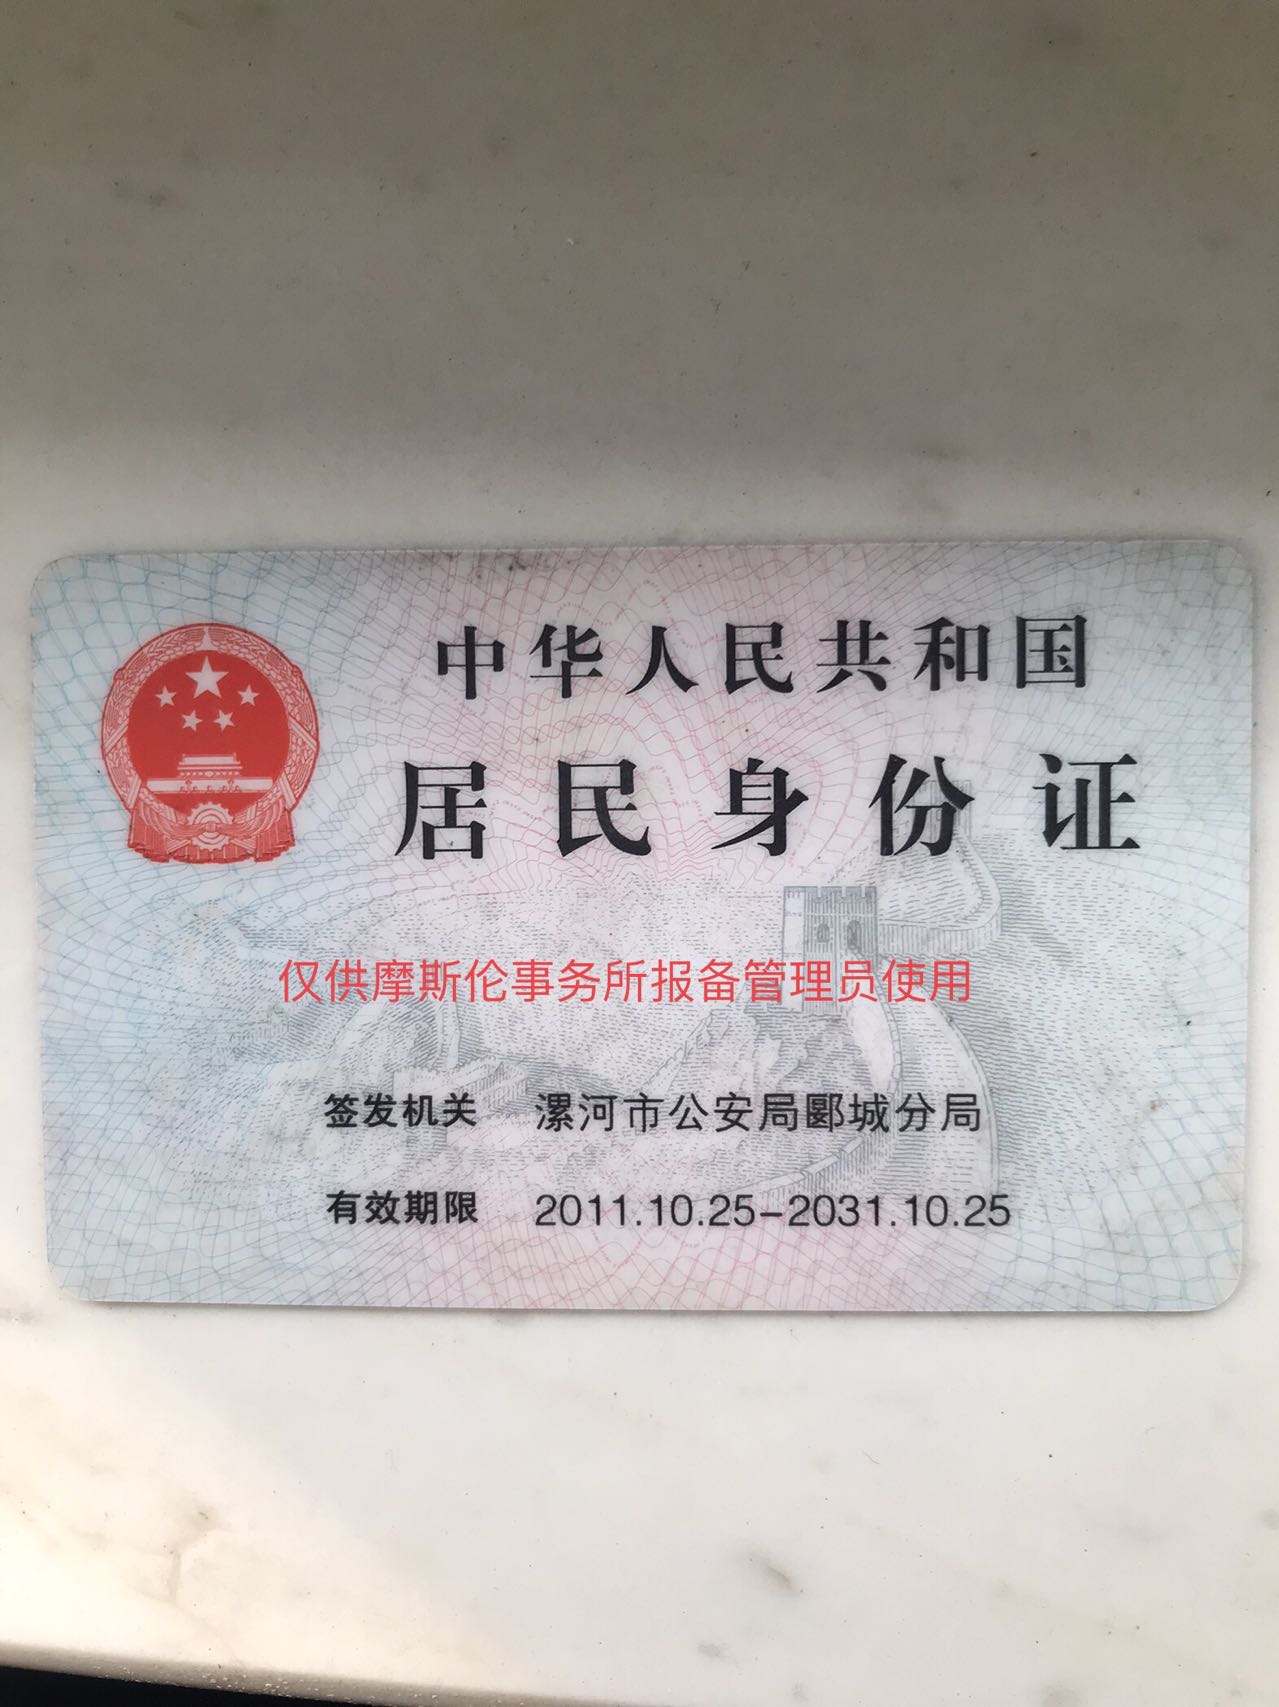 中华人民共和国
居民身份证
仅供摩斯伦事务所报备管理员使用
签发机关 漯河市公安局郾城分局
有效期限 2011.10.25-2031.10.25